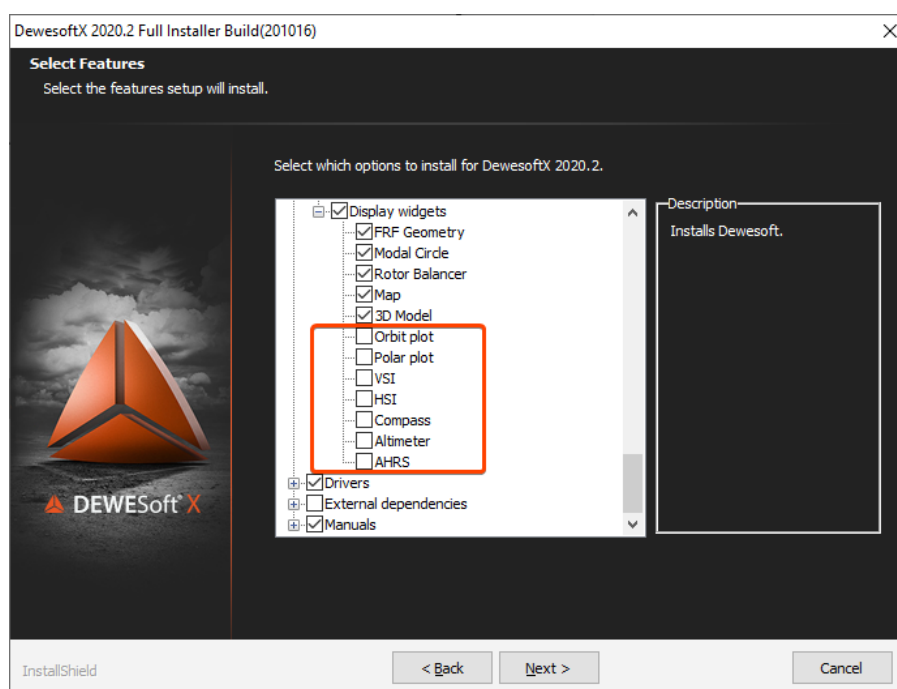 DewesoftX 2020.2 Full Installer Build(201016)
Select Features
Select the features setup will install.
Select which options to install for DewesoftX 2020.2.
Display widgets
FRF Geometry
Modal Circle
Rotor Balancer
Map
3D Model
Orbit plot
Polar plot
VSI
HSI
Compass
Altimeter
AHRS
Drivers
External dependencies
Manuals
Description
Installs Dewesoft.
DEWESoft® X
InstallShield
< Back
Next >
Cancel